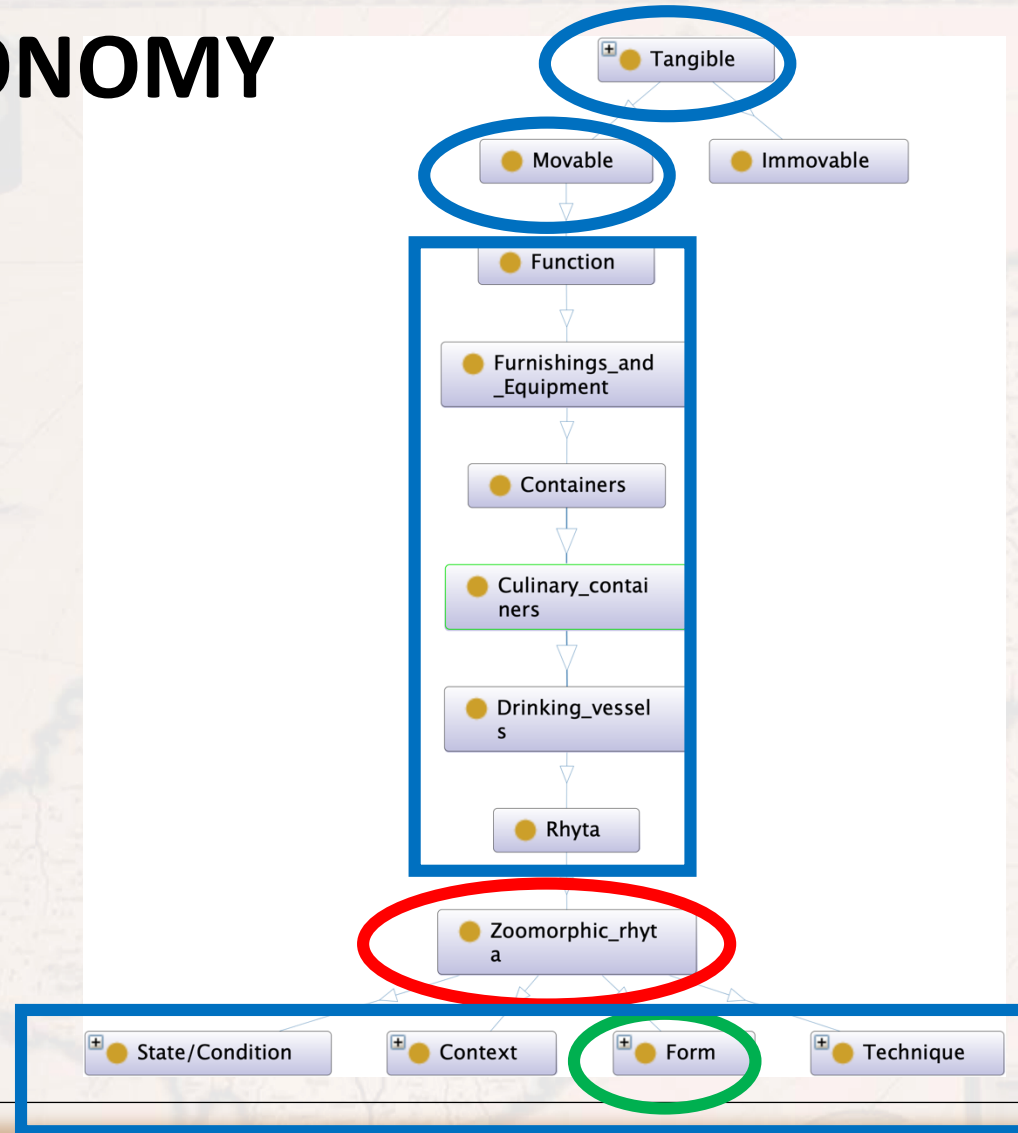 ONOMY
Tangible
Movable
Immovable
Function
Furnishings_and
_Equipment
Containers
Culinary_contai
ners
Drinking_vessel
s
Rhyta
Zoomorphic_rhyt
a
State/Condition
Context
Form
Technique